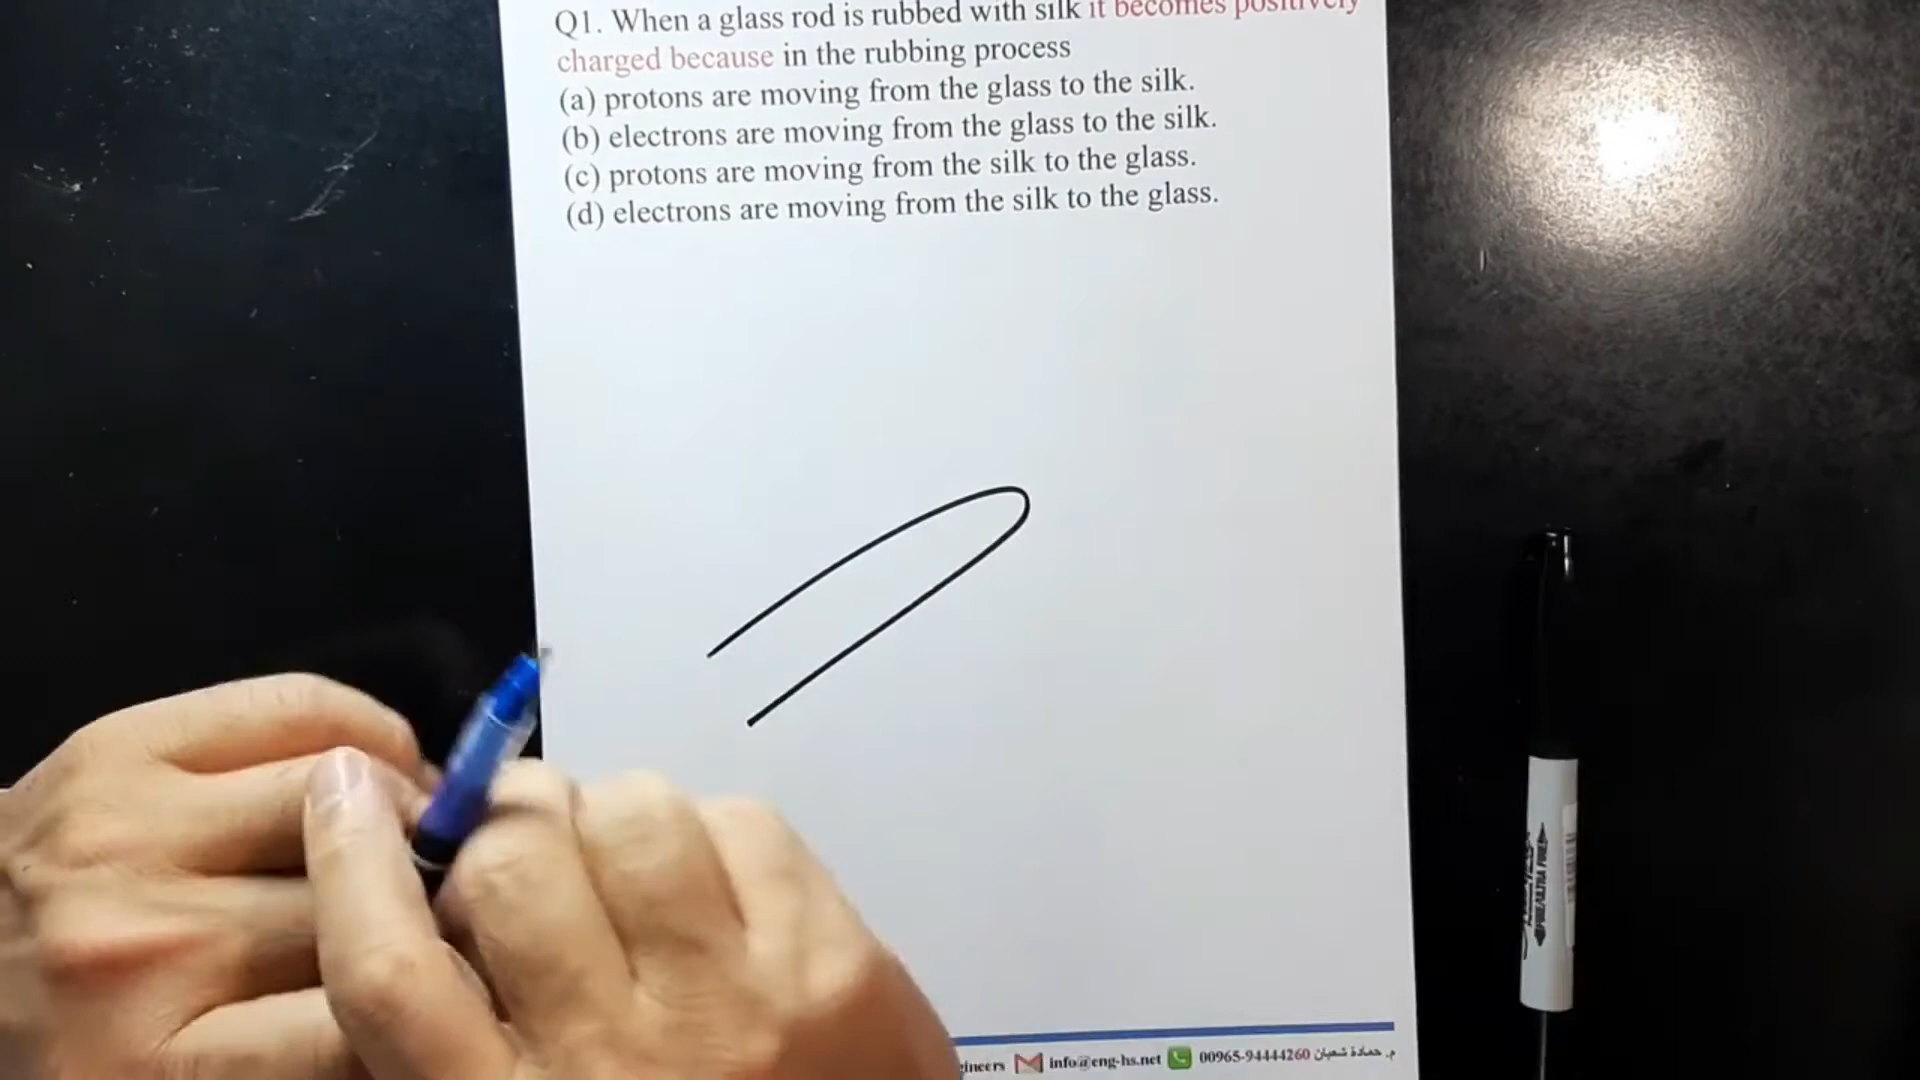 Q1. When a glass rod is rubbed with silk it becomes positively
charged because in the rubbing process
(a) protons are moving from the glass to the silk.
(b) electrons are moving from the glass to the silk.
(c) protons are moving from the silk to the glass.
(d) electrons are moving from the silk to the glass.
gineers info@eng-hs.net 00965-94444260 م. حمادة شعبان